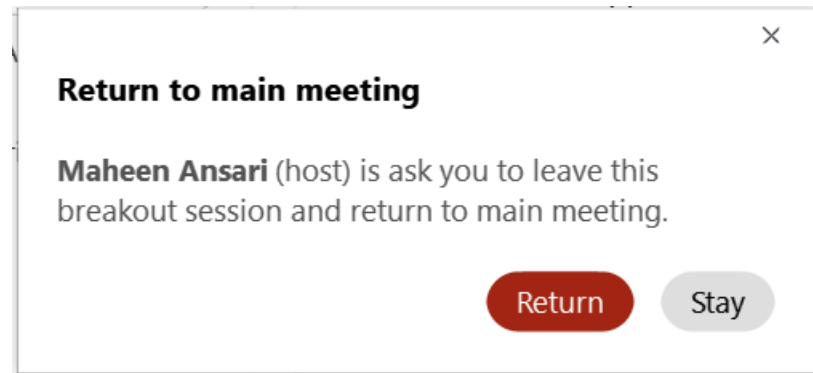 Return to main meeting
Maheen Ansari (host) is ask you to leave this
breakout session and return to main meeting.
Return
Stay